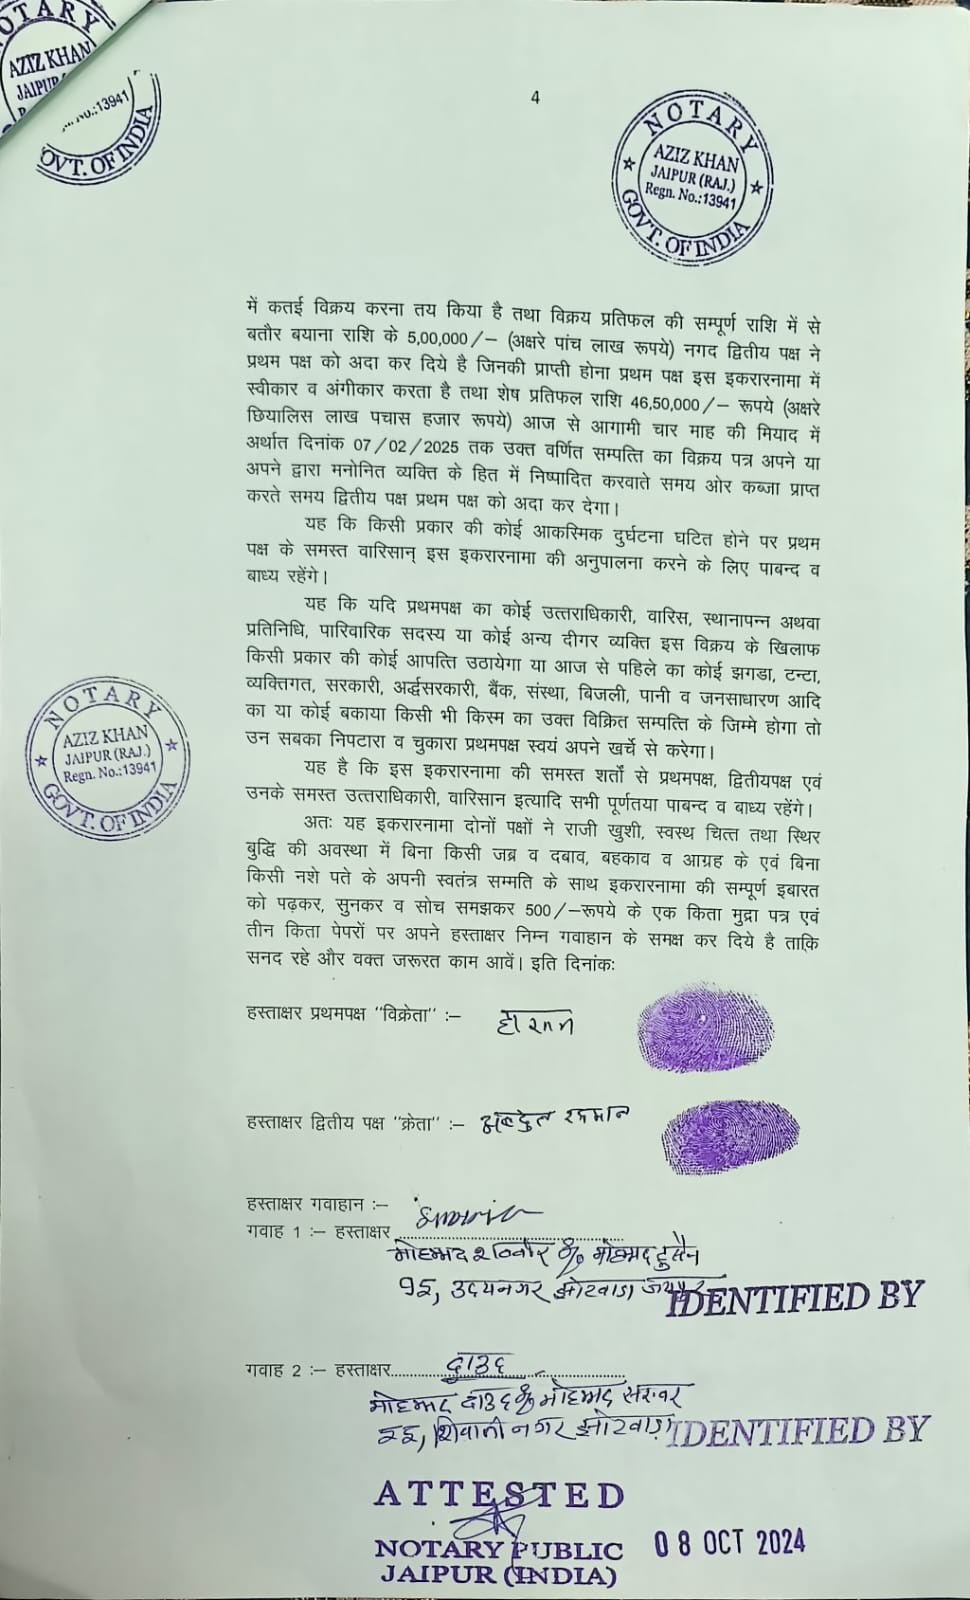 NOTARY
AZIZ KHAN
JAIPUR
No.:13941
GOVT. OF INDIA
4
NOTARY
AZIZ KHAN
JAIPUR (RAJ.)
Regn. No.:13941
GOVT. OF INDIA
में कतई विक्रय करना तय किया है तथा विक्रय प्रतिफल की सम्पूर्ण राशि में से
बतौर बयाना राशि के 5,00,000/– (अक्षरे पांच लाख रूपये) नगद द्वितीय पक्ष ने
प्रथम पक्ष को अदा कर दिये है जिनकी प्राप्ती होना प्रथम पक्ष इस इकरारनामा में
स्वीकार व अंगीकार करता है तथा शेष प्रतिफल राशि 46,50,000/– रूपये (अक्षरे
छियालिस लाख पचास हजार रूपये) आज से आगामी चार माह की मियाद में
अर्थात दिनांक 07/02/2025 तक उक्त वर्णित सम्पत्ति का विक्रय पत्र अपने या
अपने द्वारा मनोनित व्यक्ति के हित में निष्पादित करवाते समय ओर कब्जा प्राप्त
करते समय द्वितीय पक्ष प्रथम पक्ष को अदा कर देगा।
यह कि किसी प्रकार की कोई आकस्मिक दुर्घटना घटित होने पर प्रथम
पक्ष के समस्त वारिसान् इस इकरारनामा की अनुपालना करने के लिए पाबन्द व
बाध्य रहेंगे।
यह कि यदि प्रथमपक्ष का कोई उत्तराधिकारी, वारिस, स्थानापन्न अथवा
प्रतिनिधि, पारिवारिक सदस्य या कोई अन्य दीगर व्यक्ति इस विक्रय के खिलाफ
किसी प्रकार की कोई आपत्ति उठायेगा या आज से पहिले का कोई झगडा, टन्टा,
व्यक्तिगत, सरकारी, अर्द्धसरकारी, बैंक, संस्था, बिजली, पानी व जनसाधारण आदि
का या कोई बकाया किसी भी किस्म का उक्त विक्रित सम्पत्ति के जिम्मे होगा तो
उन सबका निपटारा व चुकारा प्रथमपक्ष स्वयं अपने खर्चे से करेगा।
यह है कि इस इकरारनामा की समस्त शर्तों से प्रथमपक्ष, द्वितीयपक्ष एवं
उनके समस्त उत्तराधिकारी, वारिसान इत्यादि सभी पूर्णतया पाबन्द व बाध्य रहेंगे।
अतः यह इकरारनामा दोनों पक्षों ने राजी खुशी, स्वस्थ चित्त तथा स्थिर
बुद्धि की अवस्था में बिना किसी जब्र व दबाव, बहकाव व आग्रह के एवं बिना
किसी नशे पते के अपनी स्वतंत्र सम्मति के साथ इकरारनामा की सम्पूर्ण इबारत
को पढ़कर, सुनकर व सोच समझकर 500/–रूपये के एक किता मुद्रा पत्र एवं
तीन किता पेपरों पर अपने हस्ताक्षर निम्न गवाहान के समक्ष कर दिये है ताकि
सनद रहे और वक्त जरूरत काम आवें। इति दिनांकः
NOTARY
AZIZ KHAN
JAIPUR (RAJ.)
Regn. No.:13941
GOVT. OF INDIA
हस्ताक्षर प्रथमपक्ष "विक्रेता" :–
हस्ताक्षर द्वितीय पक्ष "क्रेता" :– अबदुल रहमान
हस्ताक्षर गवाहान :–
गवाह 1 :– हस्ताक्षर
मोहम्मद S/o मोहम्मद हुसैन
उदयनगर झोटवाडा जयपुर
IDENTIFIED BY
गवाह 2 :– हस्ताक्षर दाउद
मोहम्मद दाउद S/o मोहम्मद सरवर
शिवानी नगर झोटवाड़ा
IDENTIFIED BY
ATTESTED
NOTARY PUBLIC
JAIPUR (INDIA)
08 OCT 2024